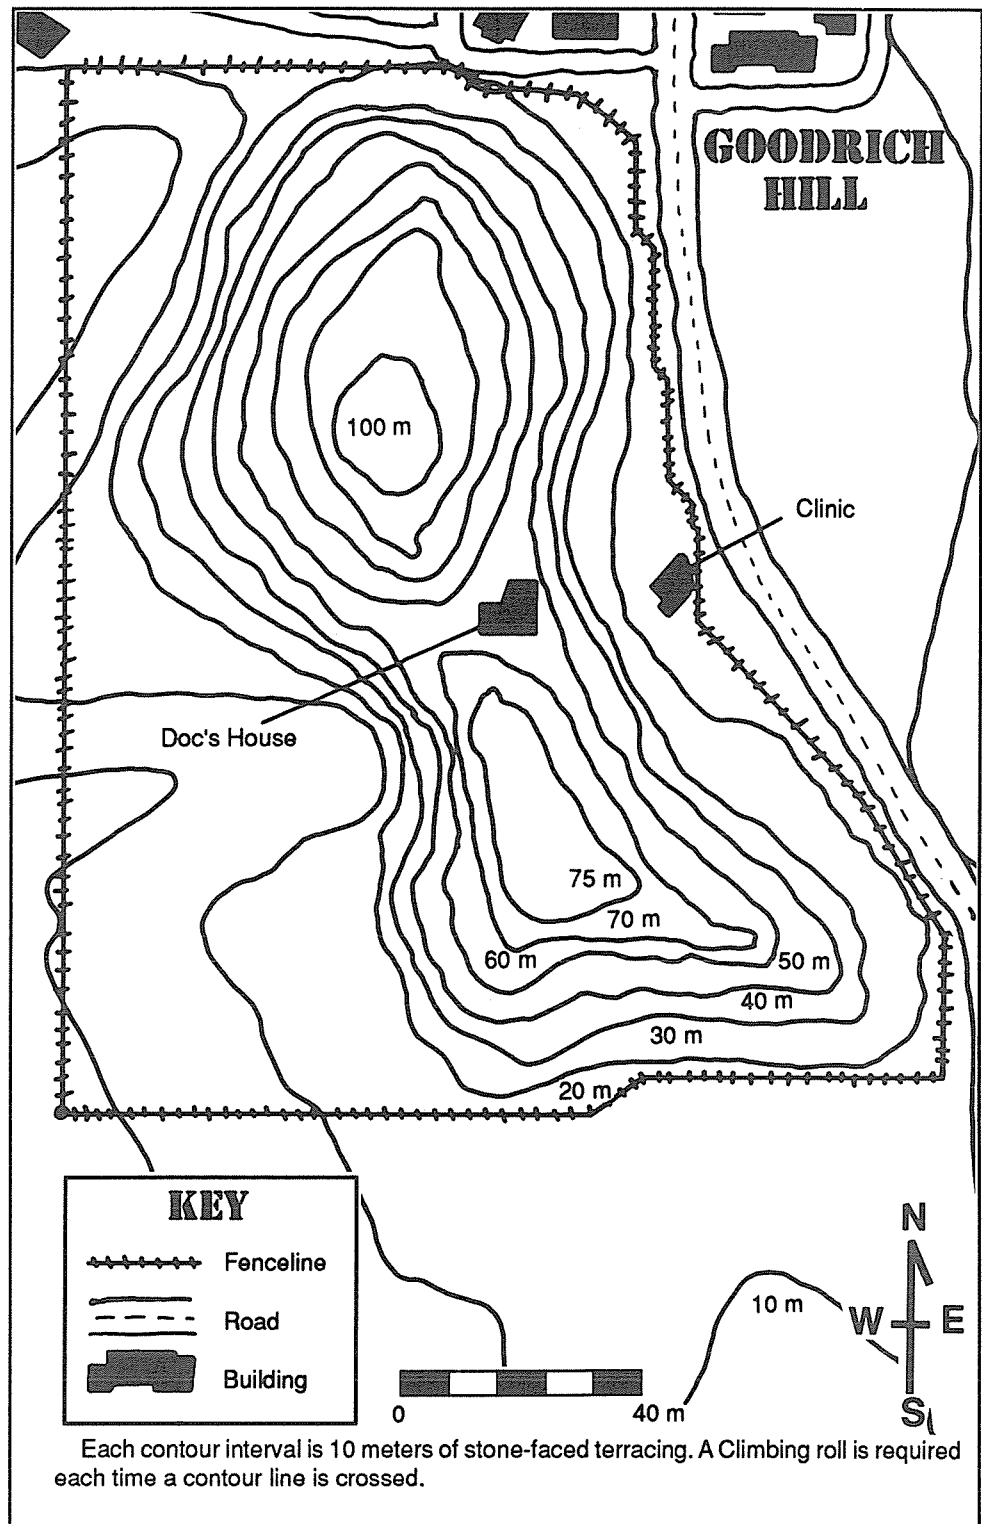 GOODRICH
HILL
100 m
Clinic
Doc's House
75 m
70 m
60 m
50 m
40 m
30 m
20 m
KEY
Fenceline
Road
Building
N
W E
S
10 m
0 40 m
Each contour interval is 10 meters of stone-faced terracing. A Climbing roll is required
each time a contour line is crossed.